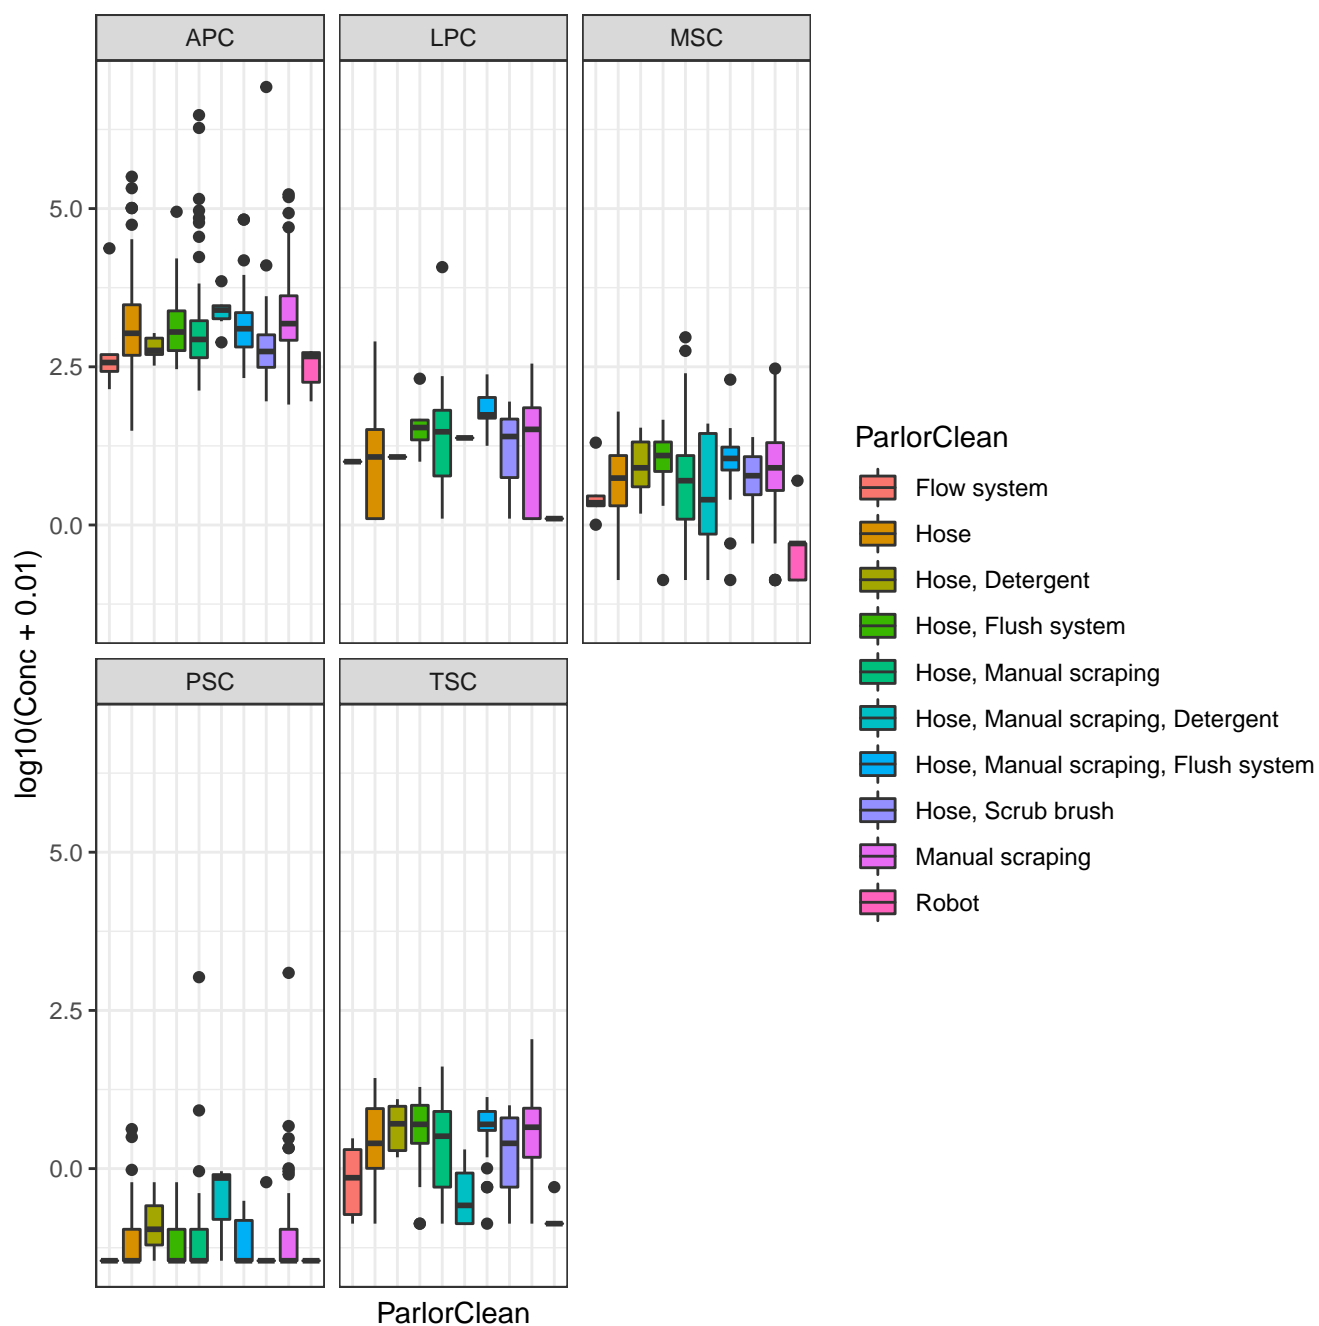 APC LPC MSC
5.0
2.5
0.0
PSC TSC
5.0
2.5
0.0
log10(Conc + 0.01)
ParlorClean
ParlorClean
Flow system
Hose
Hose, Detergent
Hose, Flush system
Hose, Manual scraping
Hose, Manual scraping, Detergent
Hose, Manual scraping, Flush system
Hose, Scrub brush
Manual scraping
Robot